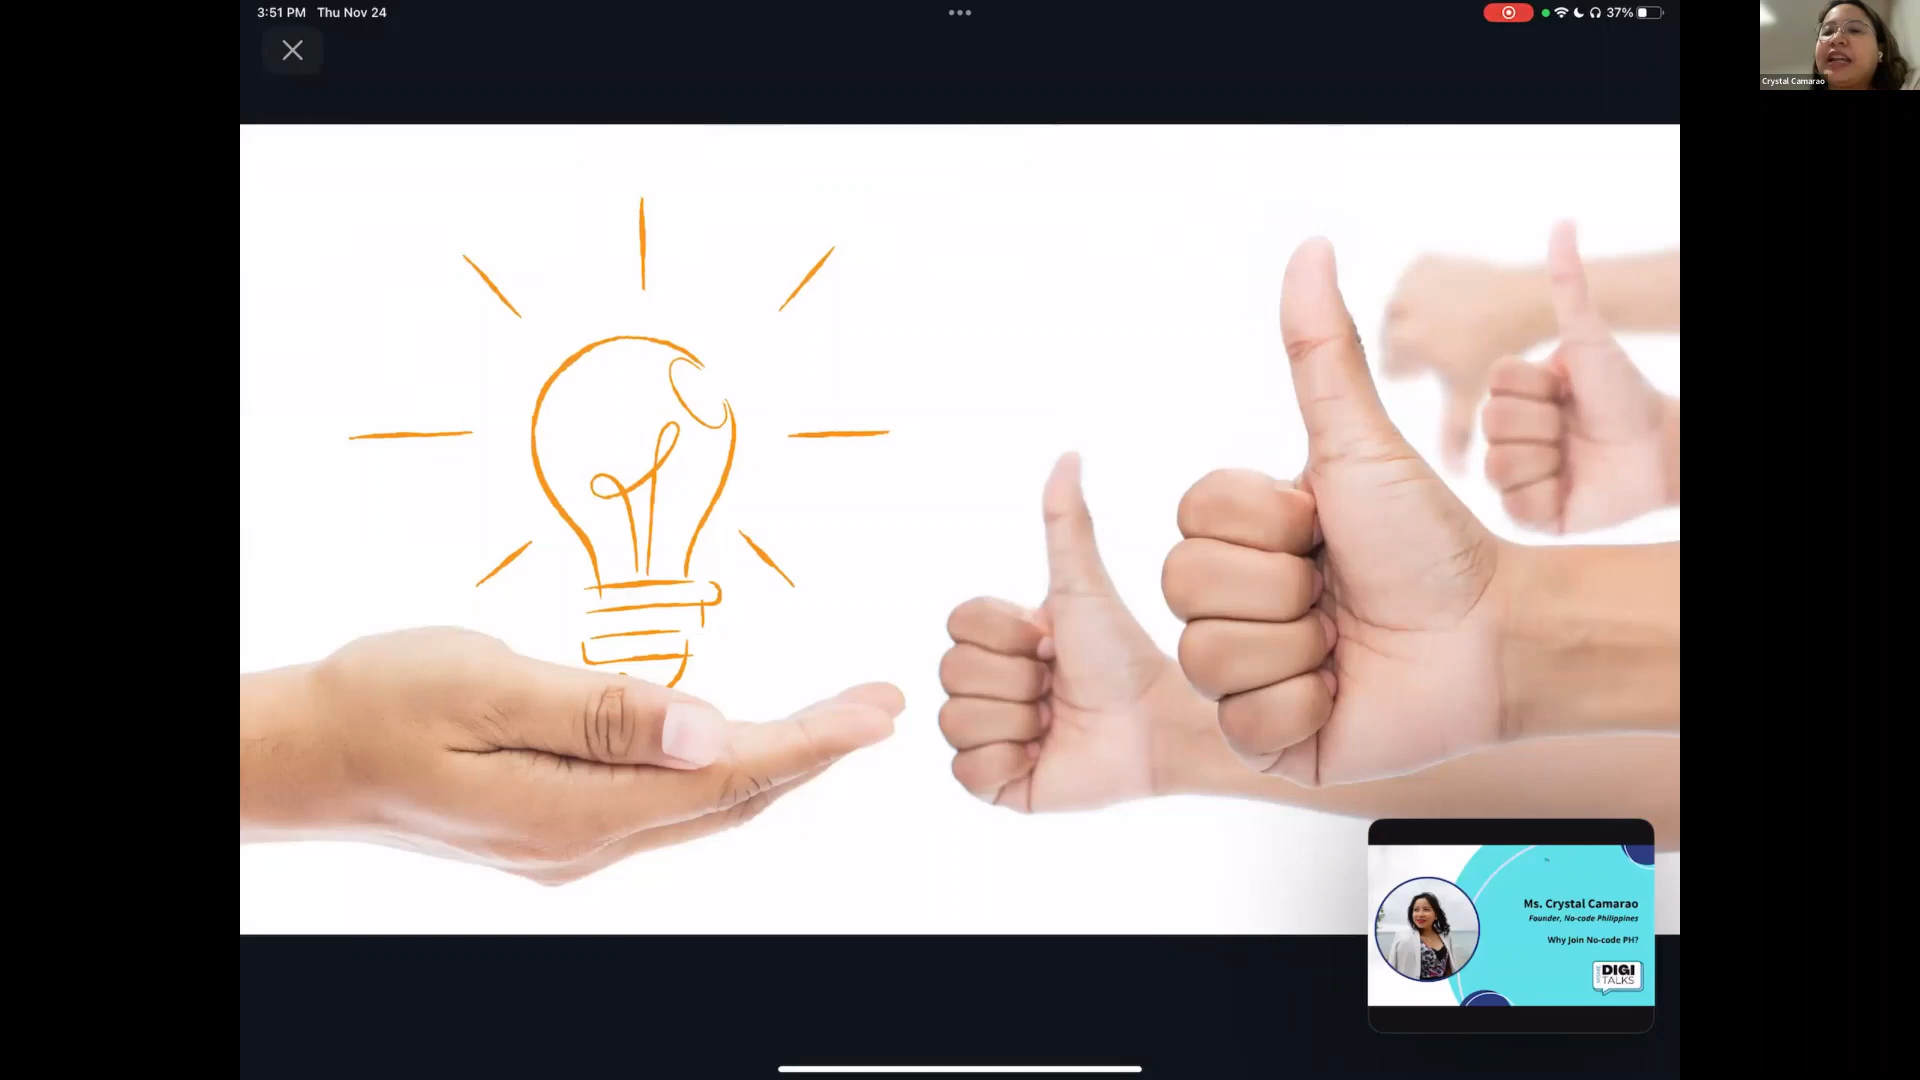 3:51 PM Thu Nov 24
37%
Crystal Camarao
Ms. Crystal Camarao
Founder, No-code Philippines
Why Join No-code PH?
DIGI
TALKS